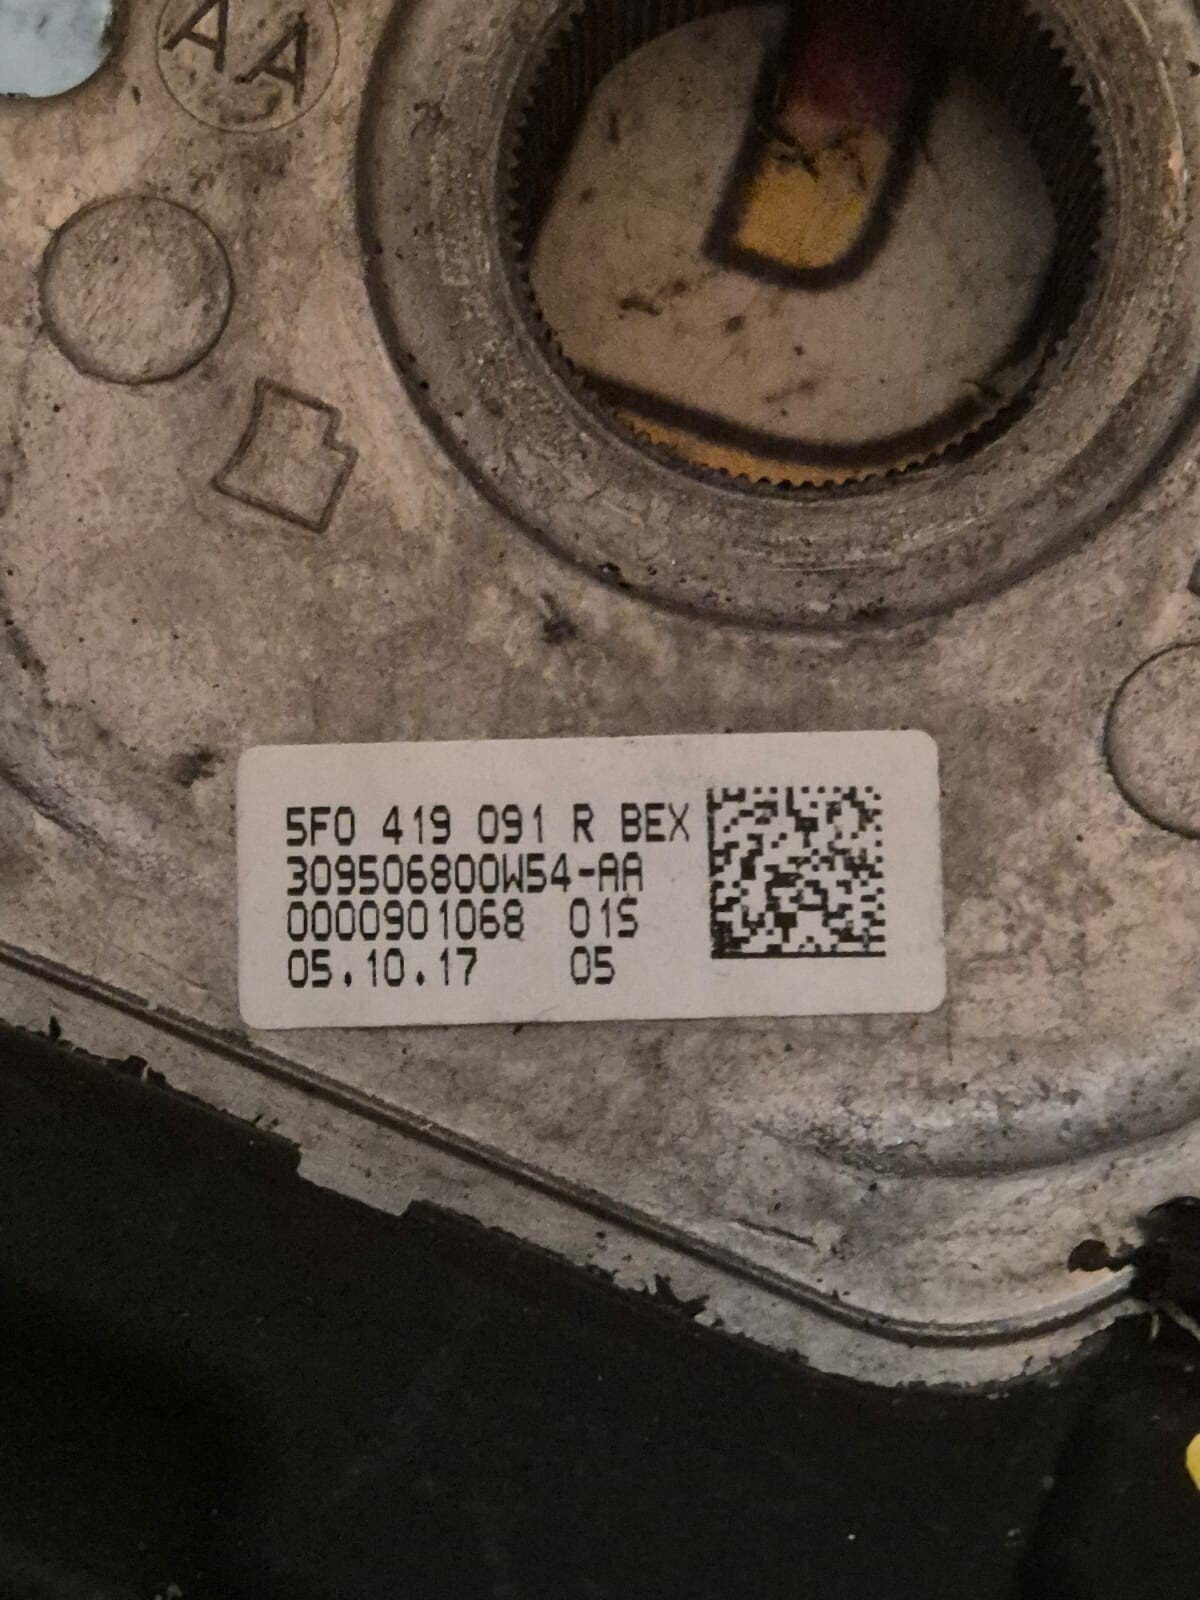 AA
5F0 419 091 R BEX
309506800W54-AA
0000901068 01S
05.10.17 05